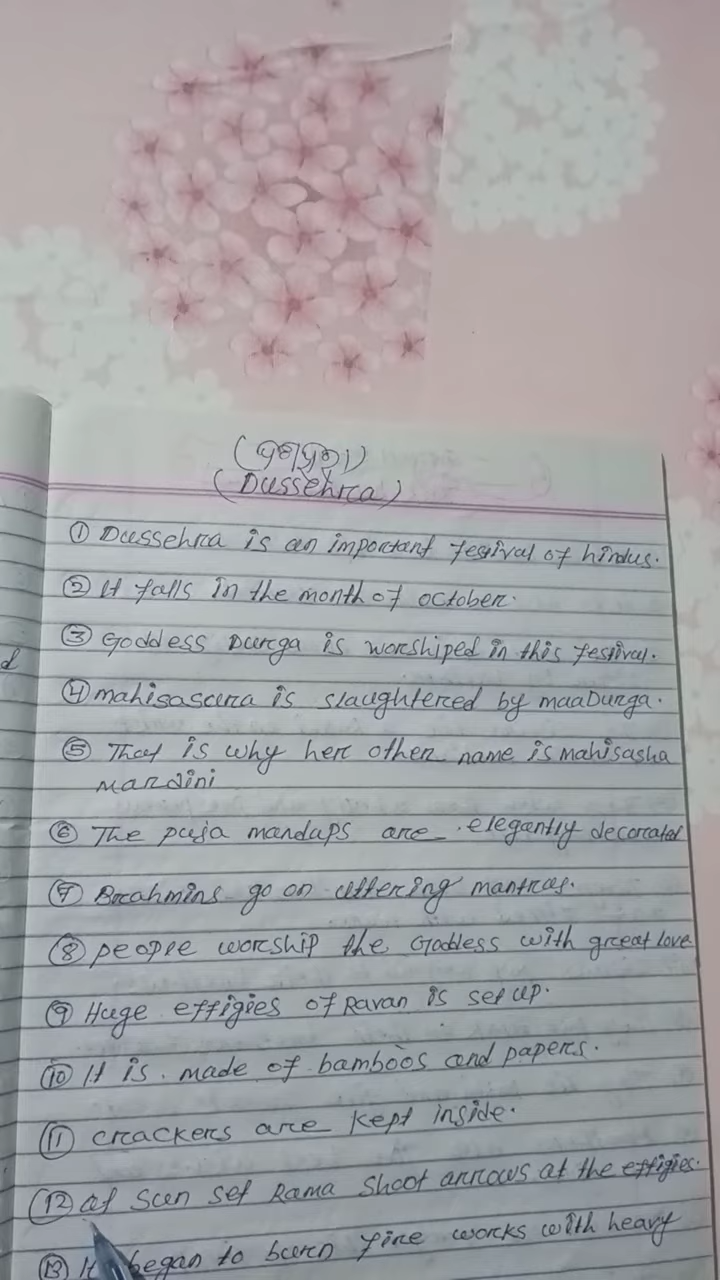 (ଦଶହରା)
(Dussehra)
① Dussehra is an important festival of hindus.
② It falls in the month of october.
③ Goddess Durga is worshiped in this festival.
④ mahisasura is slaughtered by maa Durga.
⑤ That is why her other name is mahisasha
mardini
⑥ The puja mandaps are elegantly decorated
⑦ Brahmins go on uttering mantras.
⑧ people worship the Goddess with great love
⑨ Huge effigies of Ravan is set up.
⑩ It is made of bamboos and papers.
⑪ crackers are kept inside.
⑫ at sun set Rama shoot arrows at the effigies.
⑬ It began to burn fire works with heavy